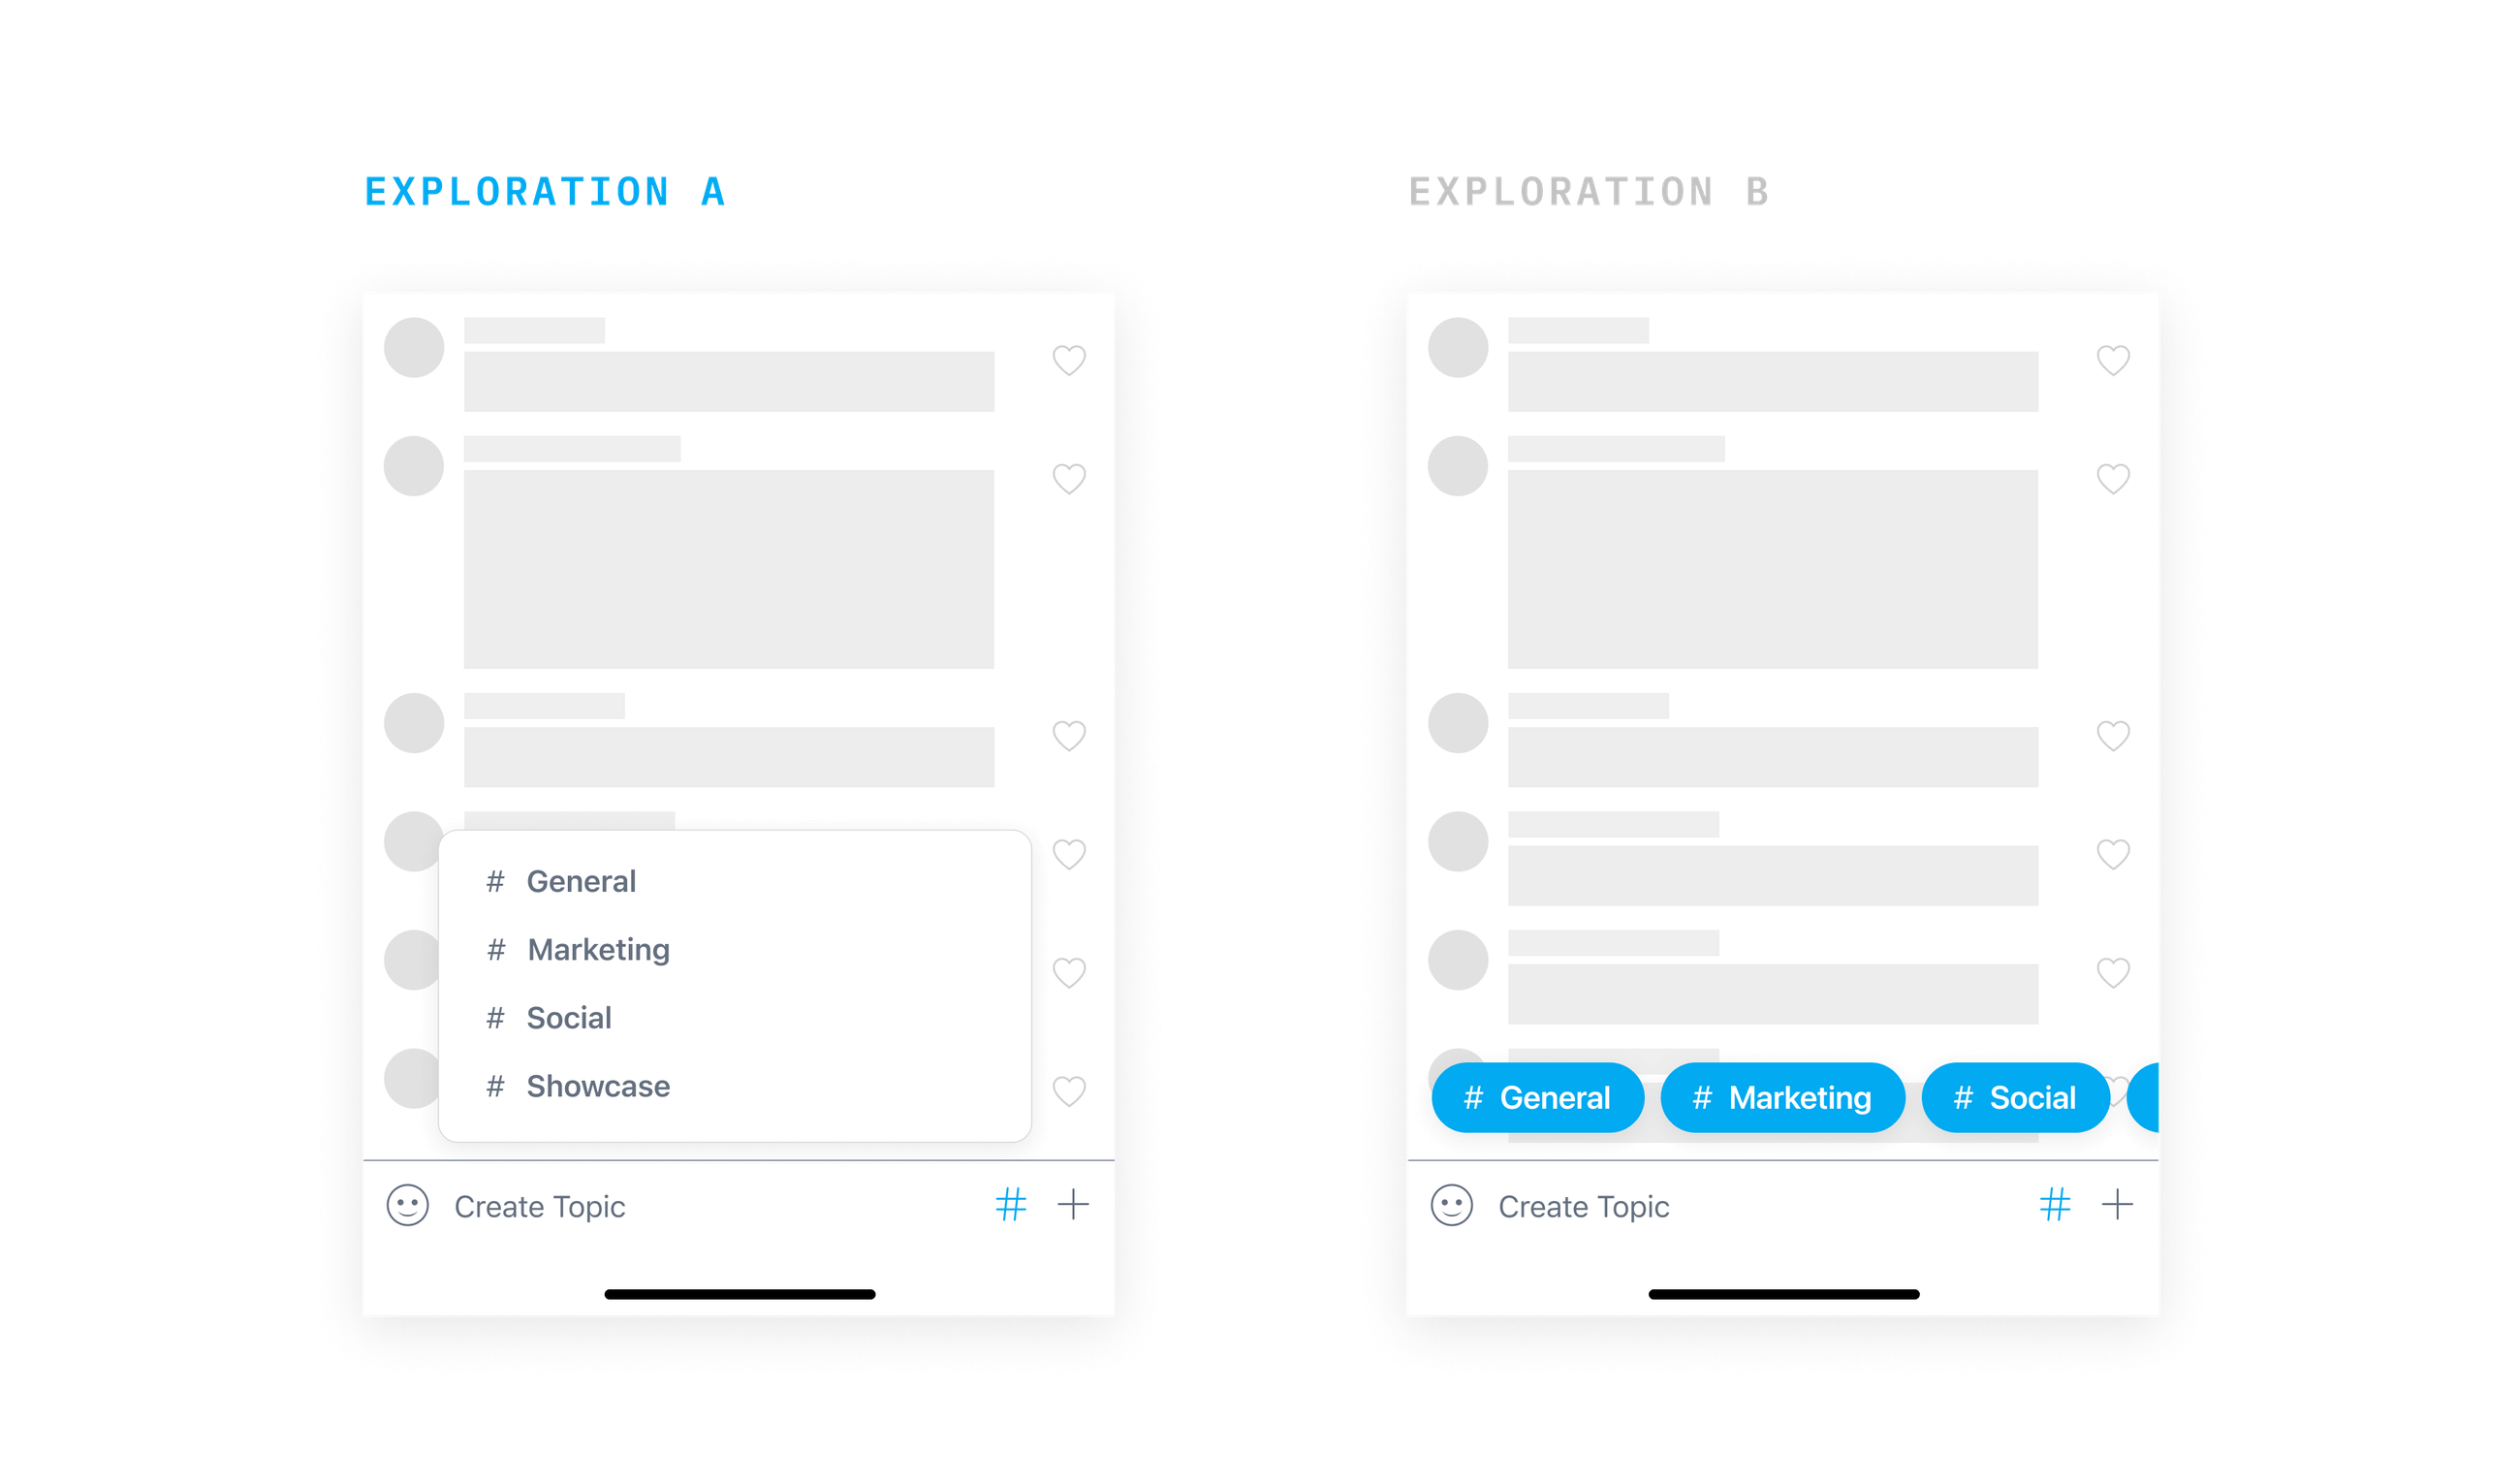 EXPLORATION A
# General
# Marketing
# Social
# Showcase
Create Topic #
EXPLORATION B
# General
# Marketing
# Social
Create Topic #